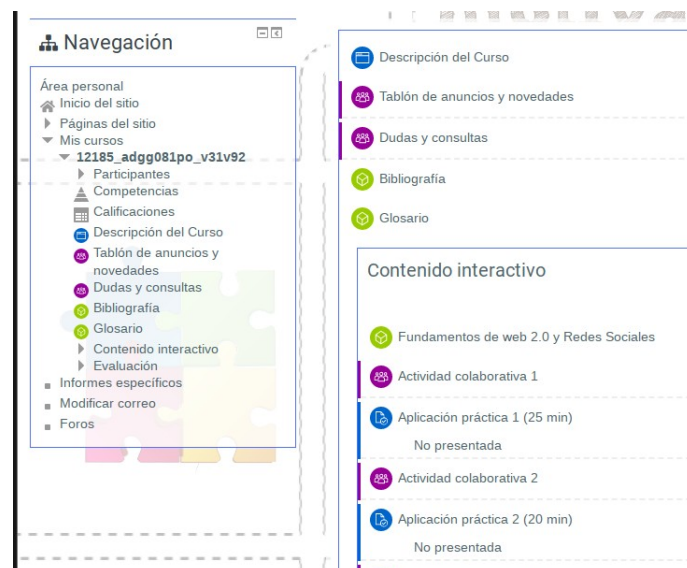 Navegación
Área personal
Inicio del sitio
Páginas del sitio
Mis cursos
12185_adgg081po_v31v92
Participantes
Competencias
Calificaciones
Descripción del Curso
Tablón de anuncios y
novedades
Dudas y consultas
Bibliografía
Glosario
Contenido interactivo
Evaluación
Informes específicos
Modificar correo
Foros
Descripción del Curso
Tablón de anuncios y novedades
Dudas y consultas
Bibliografía
Glosario
Contenido interactivo
Fundamentos de web 2.0 y Redes Sociales
Actividad colaborativa 1
Aplicación práctica 1 (25 min)
No presentada
Actividad colaborativa 2
Aplicación práctica 2 (20 min)
No presentada